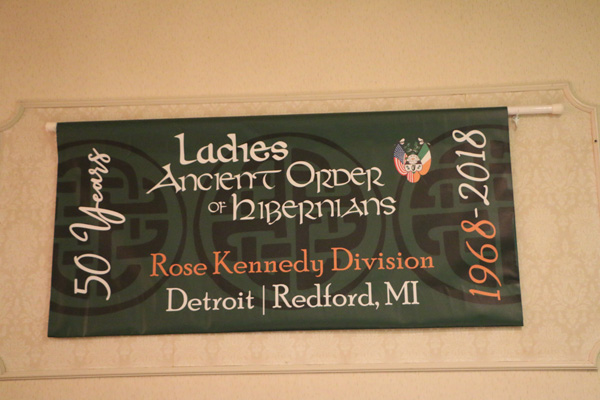 50 Years
Ladies
Ancient Order
of Hibernians
Rose Kennedy Division
Detroit | Redford, MI
1968-2018